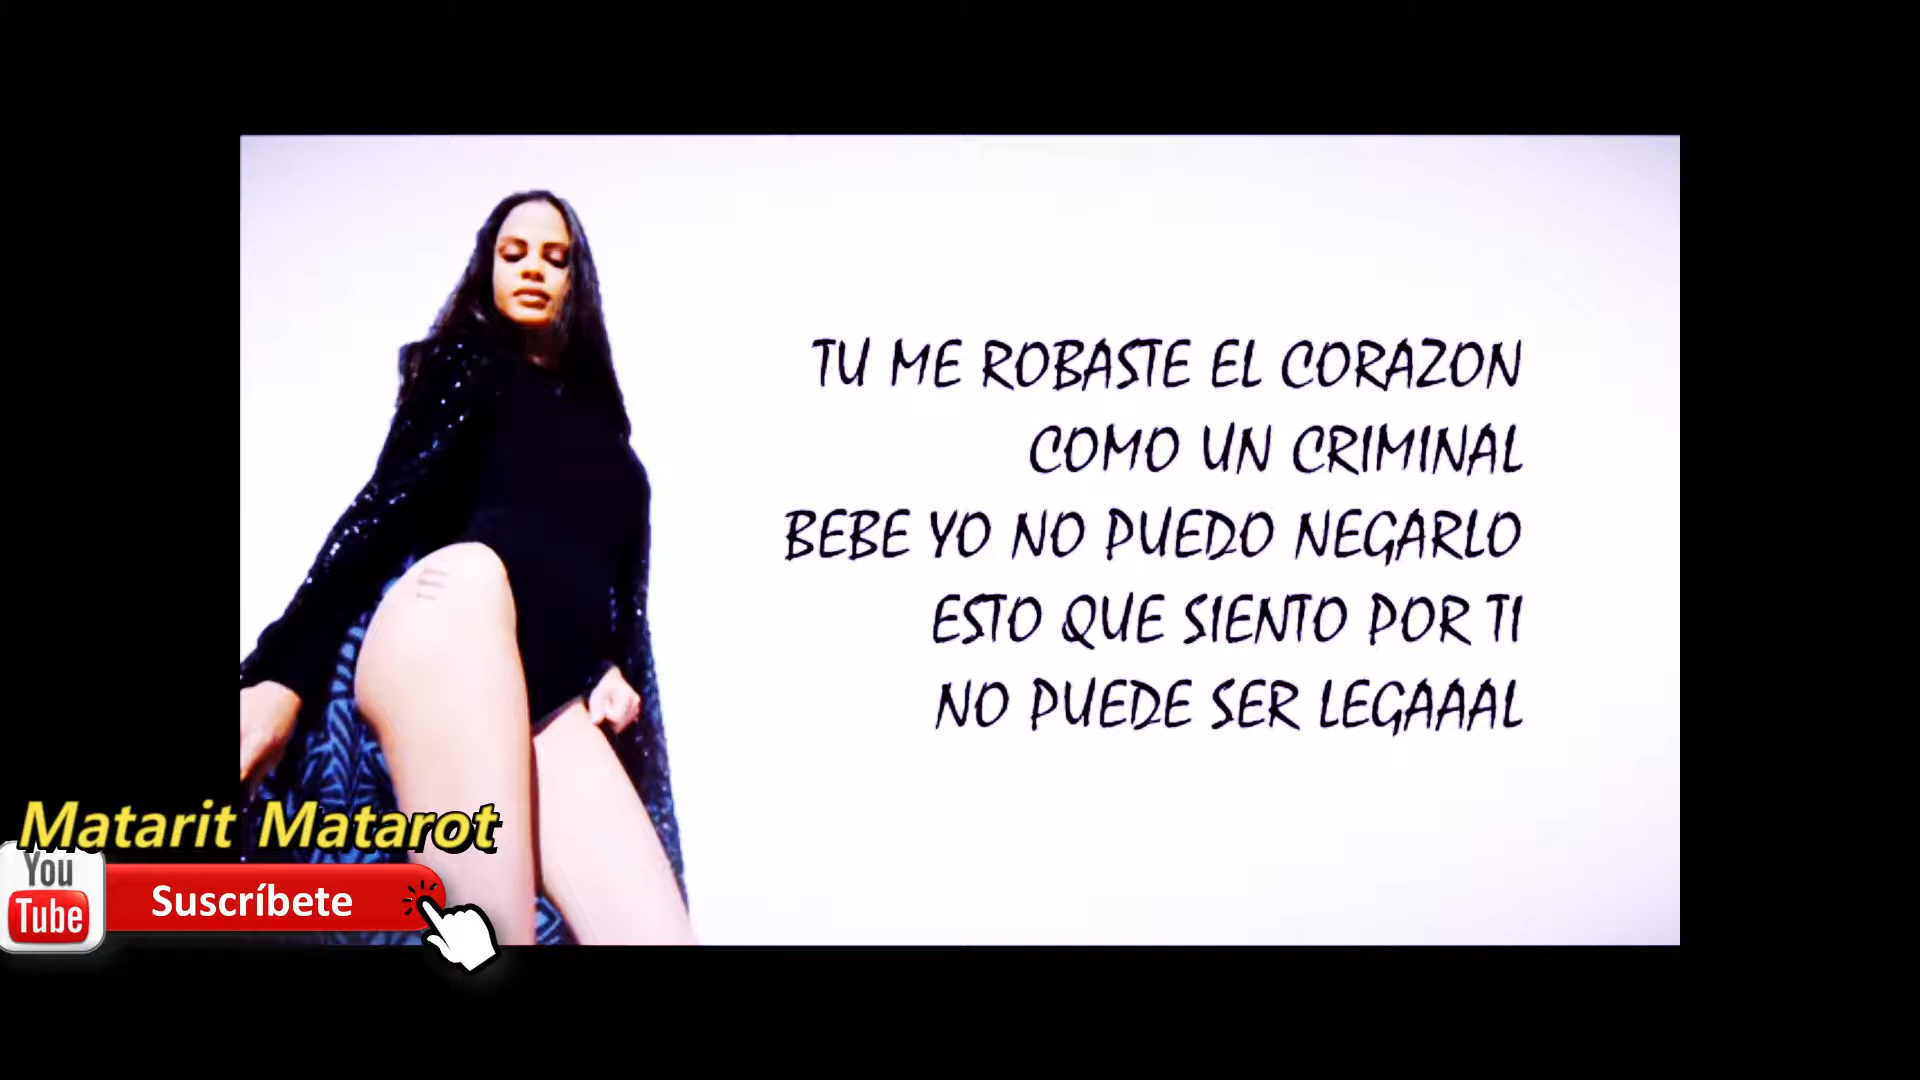 TU ME ROBASTE EL CORAZON
COMO UN CRIMINAL
BEBE YO NO PUEDO NEGARLO
ESTO QUE SIENTO POR TI
NO PUEDE SER LEGAAAL
Matarit Matarot
You
Tube
Suscríbete